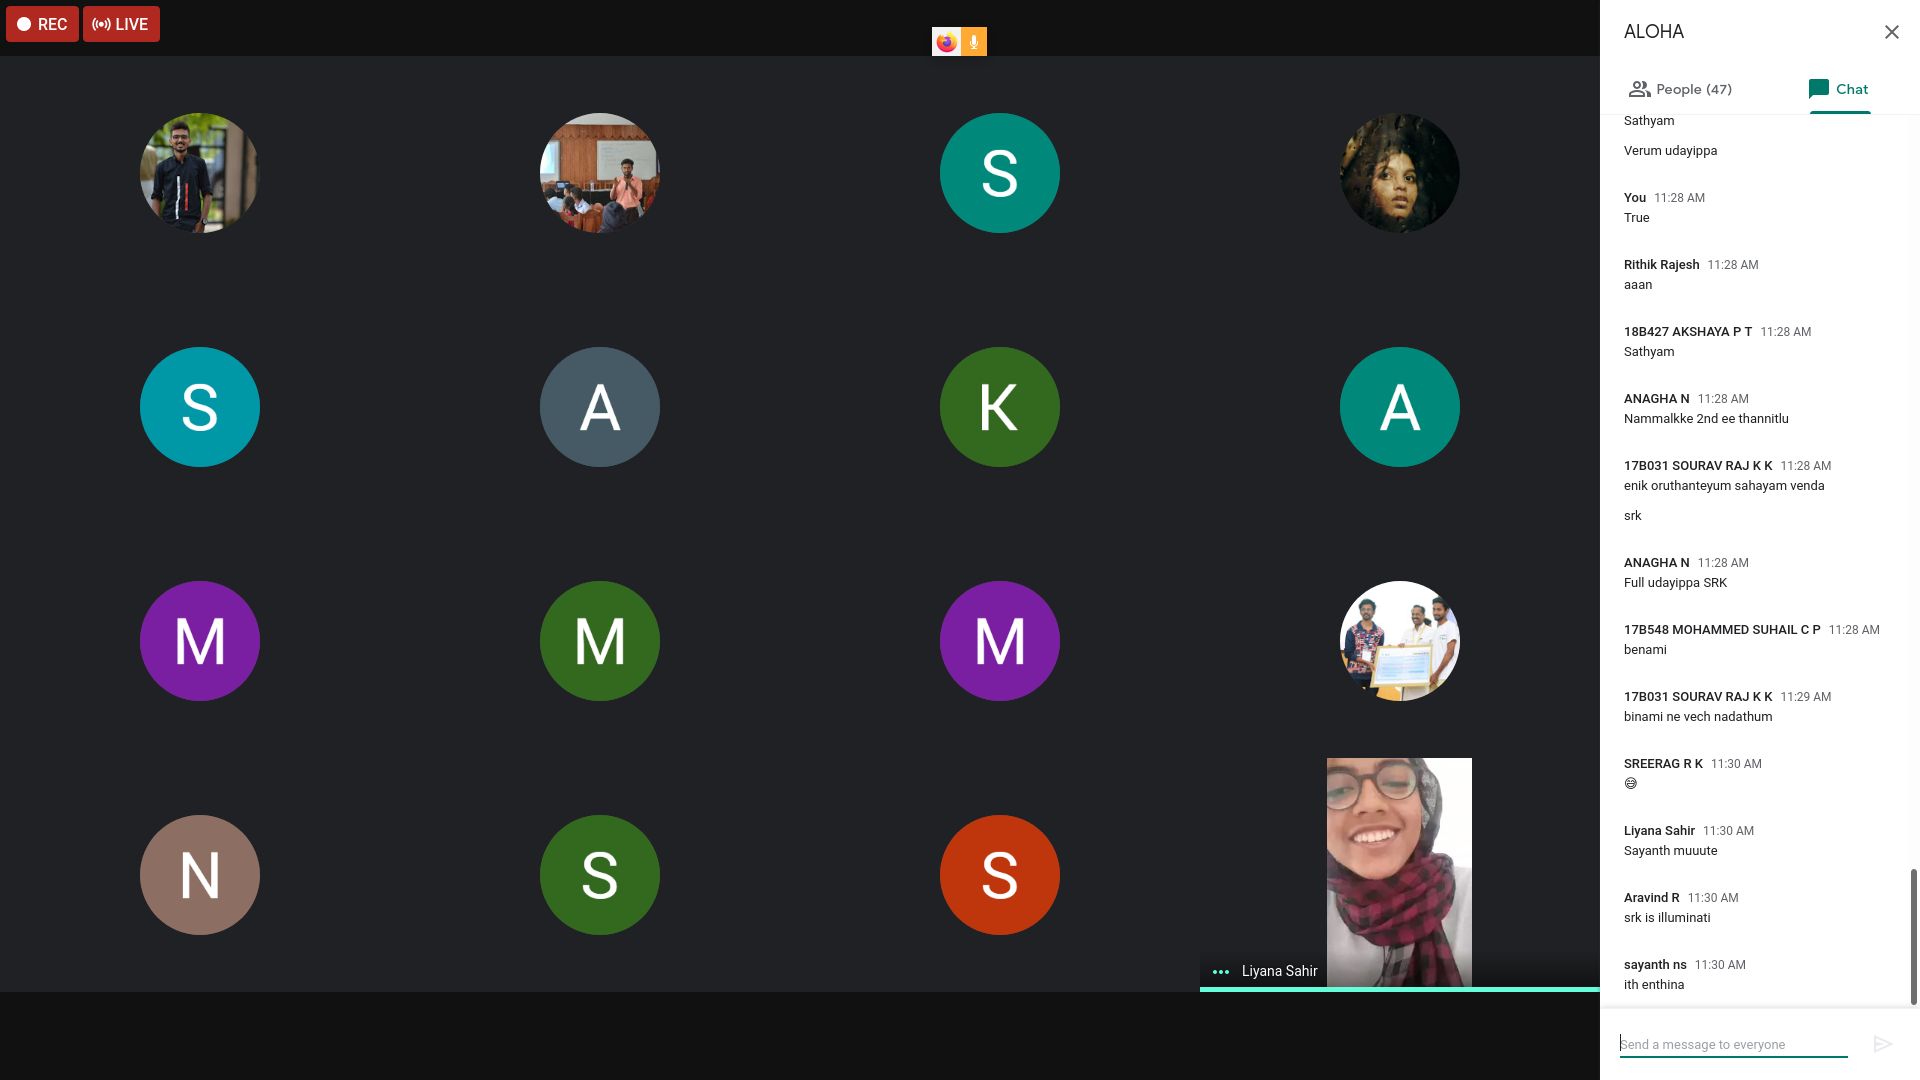 REC
LIVE
S
S
A
K
A
M
M
M
N
S
S
Liyana Sahir
ALOHA
People (47)
Chat
Sathyam
Verum udayippa
You 11:28 AM
True
Rithik Rajesh 11:28 AM
aaan
18B427 AKSHAYA P T 11:28 AM
Sathyam
ANAGHA N 11:28 AM
Nammalkke 2nd ee thannitlu
17B031 SOURAV RAJ K K 11:28 AM
enik oruthanteyum sahayam venda
srk
ANAGHA N 11:28 AM
Full udayippa SRK
17B548 MOHAMMED SUHAIL C P 11:28 AM
benami
17B031 SOURAV RAJ K K 11:29 AM
binami ne vech nadathum
SREERAG R K 11:30 AM
😅
Liyana Sahir 11:30 AM
Sayanth muuute
Aravind R 11:30 AM
srk is illuminati
sayanth ns 11:30 AM
ith enthina
Send a message to everyone